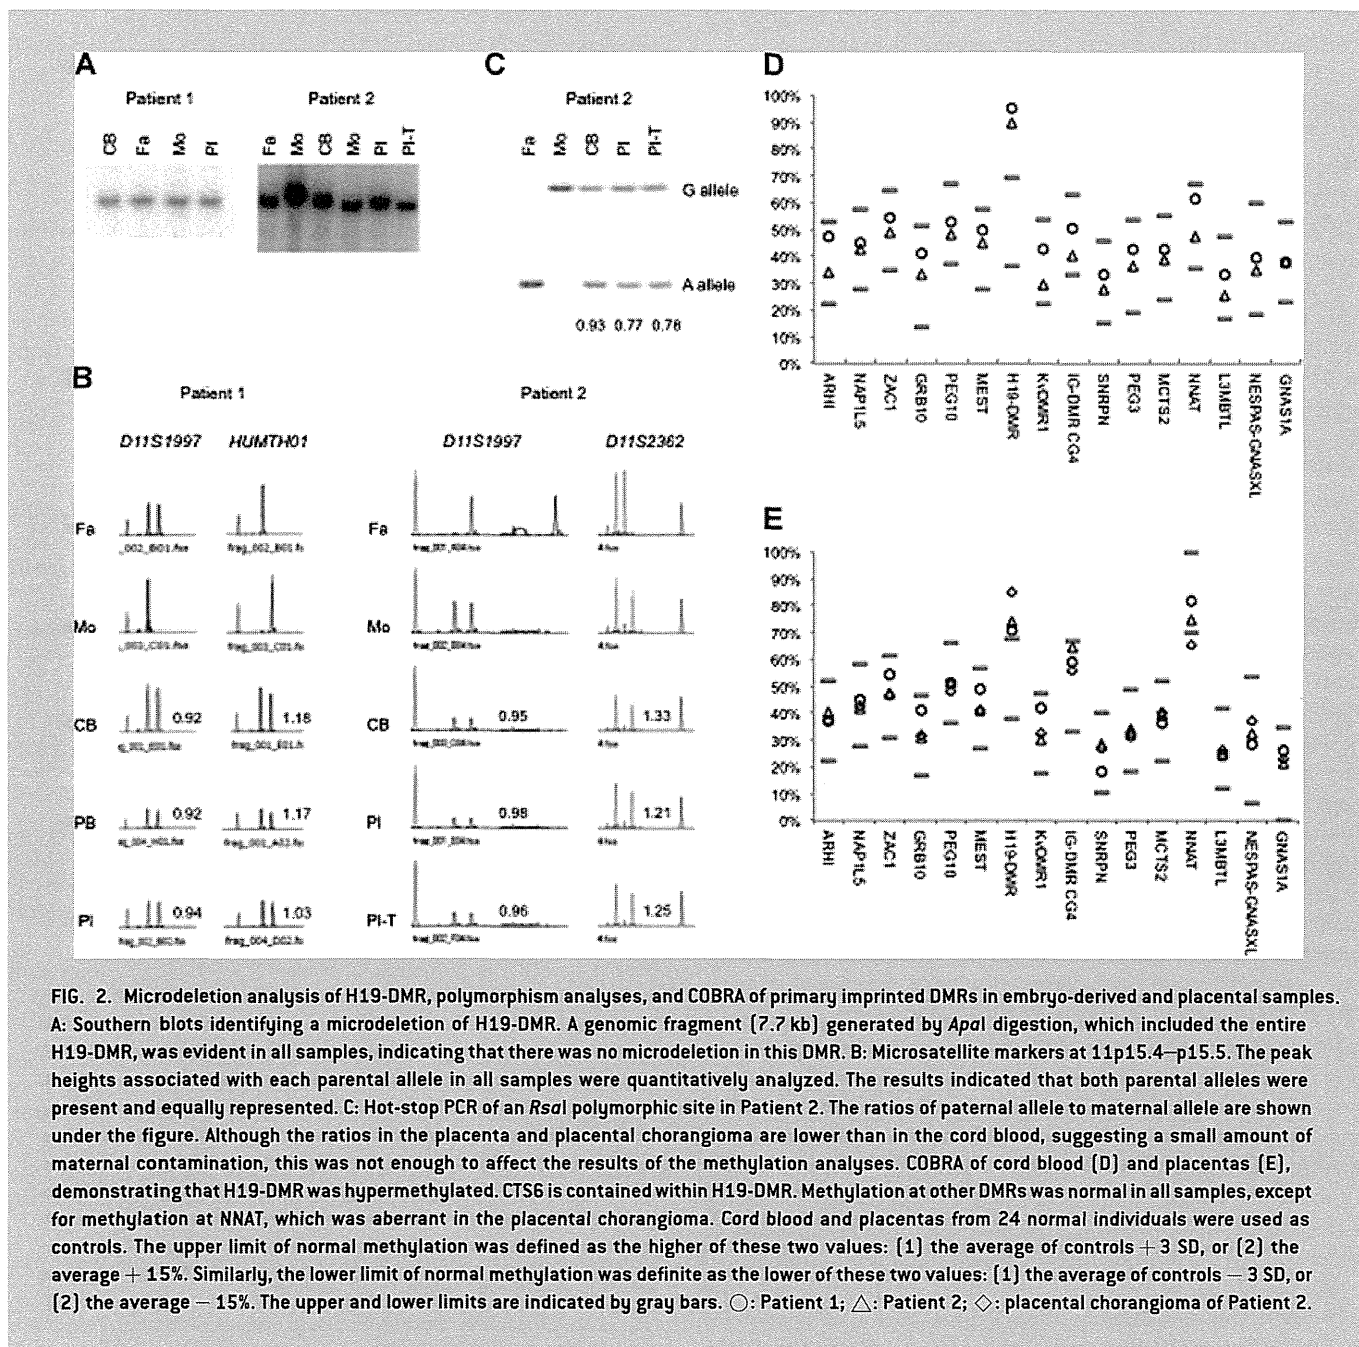 A
Patient 1
Patient 2
CB
Fa
Mo
Pl
Fa
Mo
CB
Mo
Pl
Pl-T
C
Patient 2
Fa
Mo
CB
Pl
Pl-T
G allele
A allele
0.93 0.77 0.78
D
100%
90%
80%
70%
60%
50%
40%
30%
20%
10%
0%
ARHI
NAP1L5
ZAC1
GRB10
PEG10
MEST
H19-DMR
KvDMR1
IG-DMR CG4
SNRPN
PEG3
MCTS2
NNAT
L3MBTL
NESPAS-GNASXL
GNAS1A
B
Patient 1
Patient 2
D11S1997 HUMTH01
D11S1997 D11S2362
Fa
Fa
Mo
Mo
CB 0.92 1.18
CB 0.95 1.33
PB 0.92 1.17
Pl 0.98 1.21
Pl 0.94 1.03
Pl-T 0.96 1.25
E
100%
90%
80%
70%
60%
50%
40%
30%
20%
10%
0%
ARHI
NAP1L5
ZAC1
GRB10
PEG10
MEST
H19-DMR
KvDMR1
IG-DMR CG4
SNRPN
PEG3
MCTS2
NNAT
L3MBTL
NESPAS-GNASXL
GNAS1A
FIG. 2. Microdeletion analysis of H19-DMR, polymorphism analyses, and COBRA of primary imprinted DMRs in embryo-derived and placental samples.
A: Southern blots identifying a microdeletion of H19-DMR. A genomic fragment (7.7 kb) generated by ApaI digestion, which included the entire
H19-DMR, was evident in all samples, indicating that there was no microdeletion in this DMR. B: Microsatellite markers at 11p15.4–p15.5. The peak
heights associated with each parental allele in all samples were quantitatively analyzed. The results indicated that both parental alleles were
present and equally represented. C: Hot-stop PCR of an RsaI polymorphic site in Patient 2. The ratios of paternal allele to maternal allele are shown
under the figure. Although the ratios in the placenta and placental chorangioma are lower than in the cord blood, suggesting a small amount of
maternal contamination, this was not enough to affect the results of the methylation analyses. COBRA of cord blood (D) and placentas (E),
demonstrating that H19-DMR was hypermethylated. CTS6 is contained within H19-DMR. Methylation at other DMRs was normal in all samples, except
for methylation at NNAT, which was aberrant in the placental chorangioma. Cord blood and placentas from 24 normal individuals were used as
controls. The upper limit of normal methylation was defined as the higher of these two values: (1) the average of controls + 3 SD, or (2) the
average + 15%. Similarly, the lower limit of normal methylation was definite as the lower of these two values: (1) the average of controls − 3 SD, or
(2) the average − 15%. The upper and lower limits are indicated by gray bars. ○: Patient 1; △: Patient 2; ◇: placental chorangioma of Patient 2.